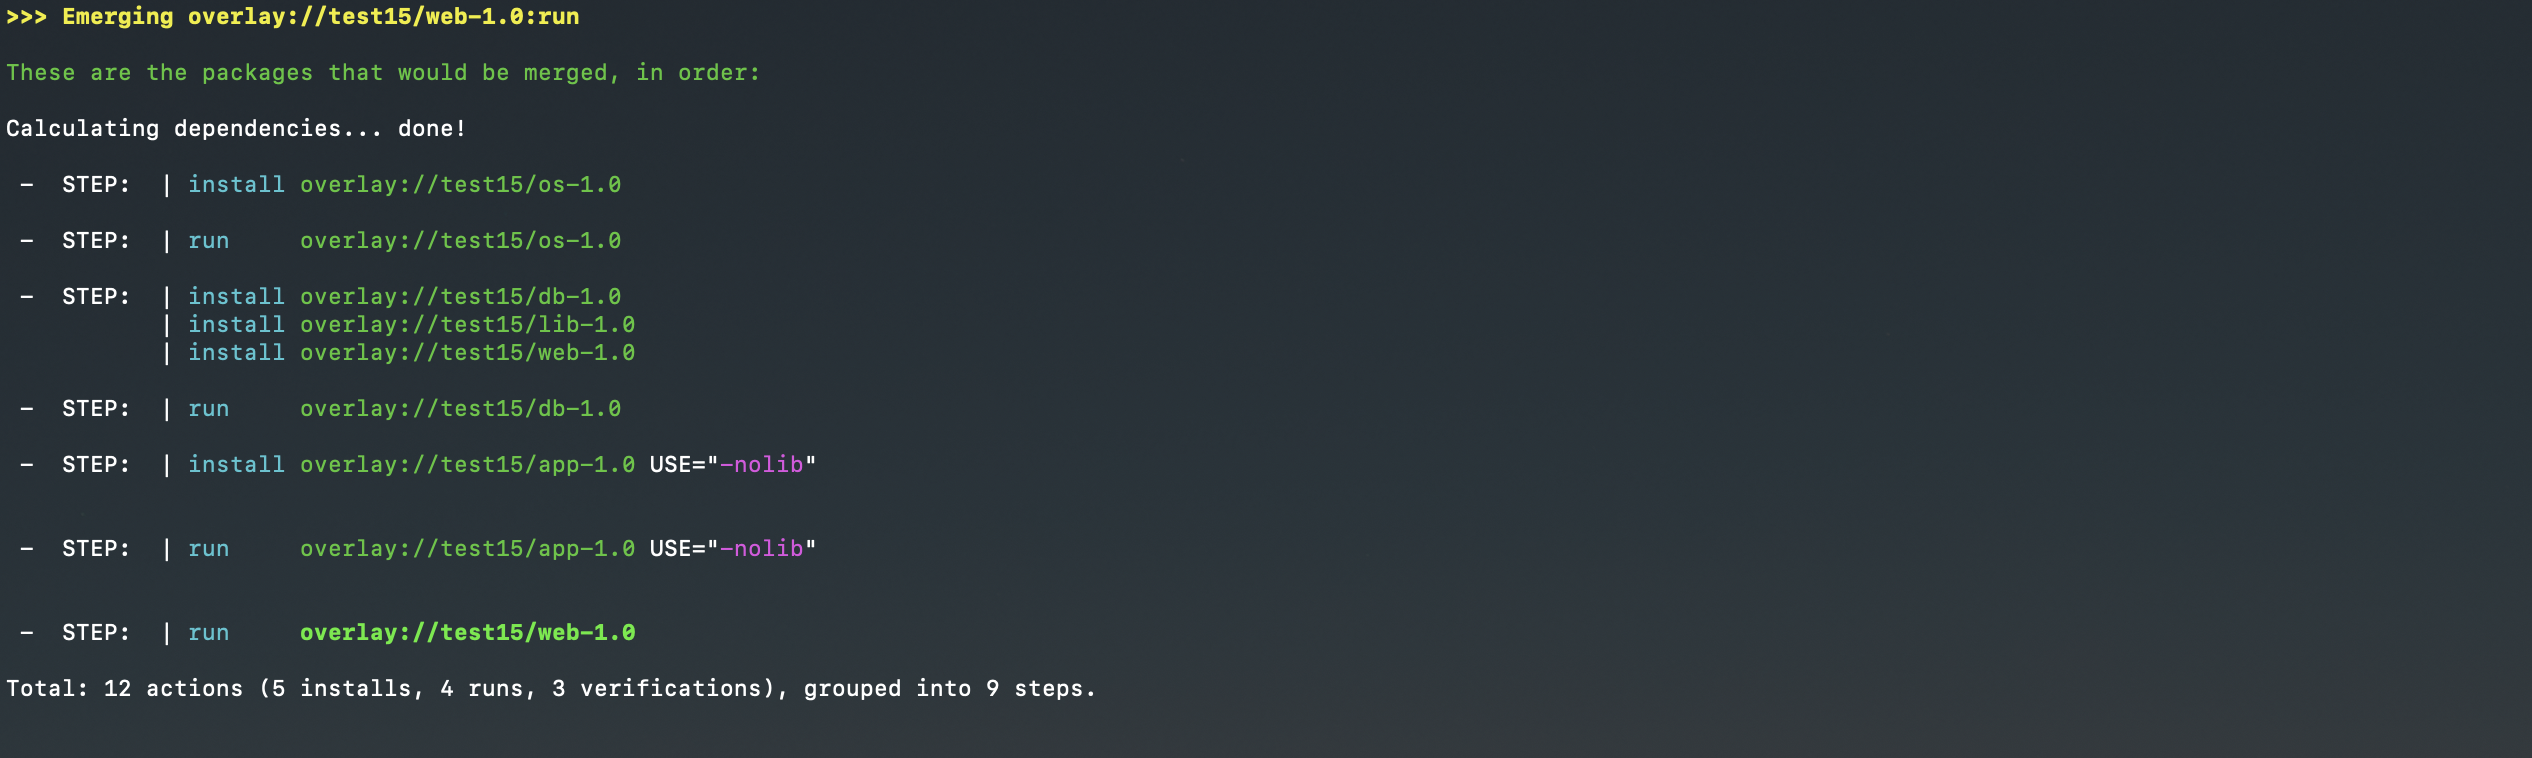 >>> Emerging overlay://test15/web-1.0:run
These are the packages that would be merged, in order:
Calculating dependencies... done!
-  STEP:  | install overlay://test15/os-1.0
-  STEP:  | run     overlay://test15/os-1.0
-  STEP:  | install overlay://test15/db-1.0
| install overlay://test15/lib-1.0
| install overlay://test15/web-1.0
-  STEP:  | run     overlay://test15/db-1.0
-  STEP:  | install overlay://test15/app-1.0 USE="-nolib"
-  STEP:  | run     overlay://test15/app-1.0 USE="-nolib"
-  STEP:  | run     overlay://test15/web-1.0
Total: 12 actions (5 installs, 4 runs, 3 verifications), grouped into 9 steps.